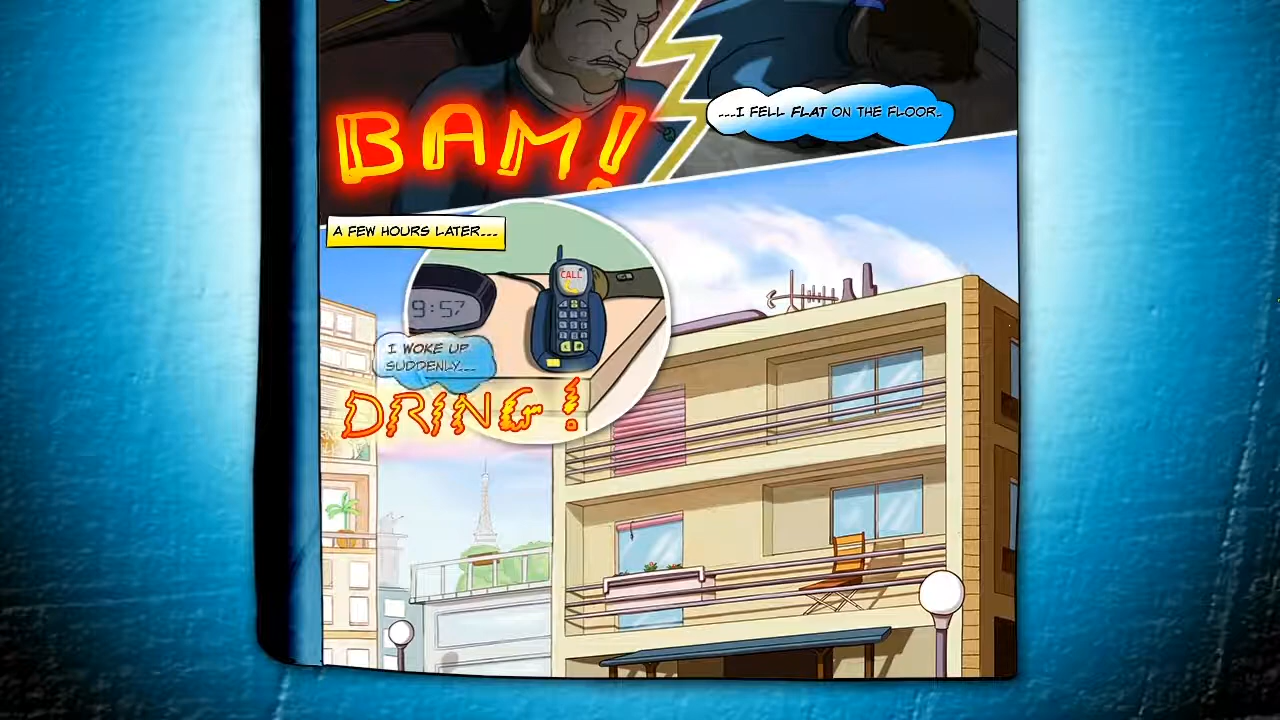 BAM!
...I FELL FLAT ON THE FLOOR.
A FEW HOURS LATER...
CALL
9:57
I WOKE UP
SUDDENLY...
DRING!